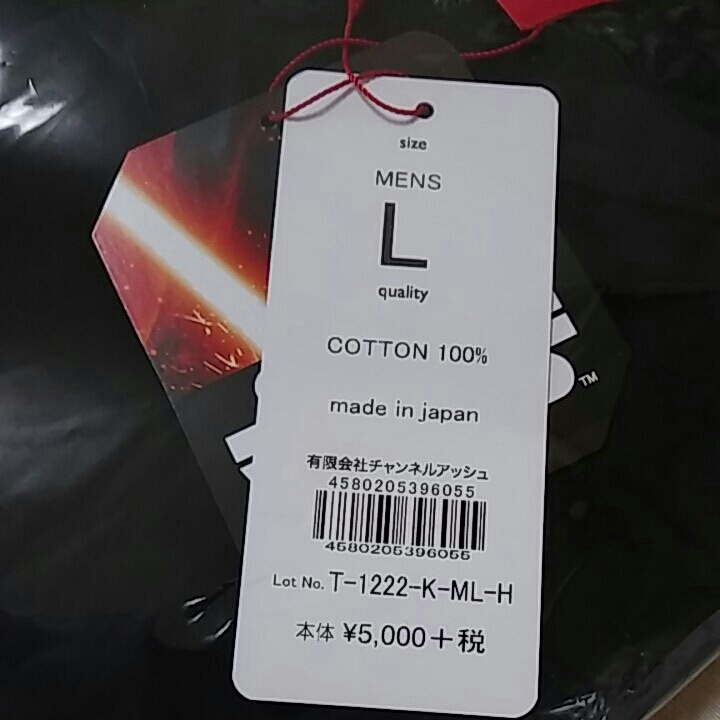 size
MENS
L
quality
COTTON 100%
made in japan
有限会社チャンネルアッシュ
4580205396055
4580205396055
Lot No. T-1222-K-ML-H
本体 ¥5,000+税
TM